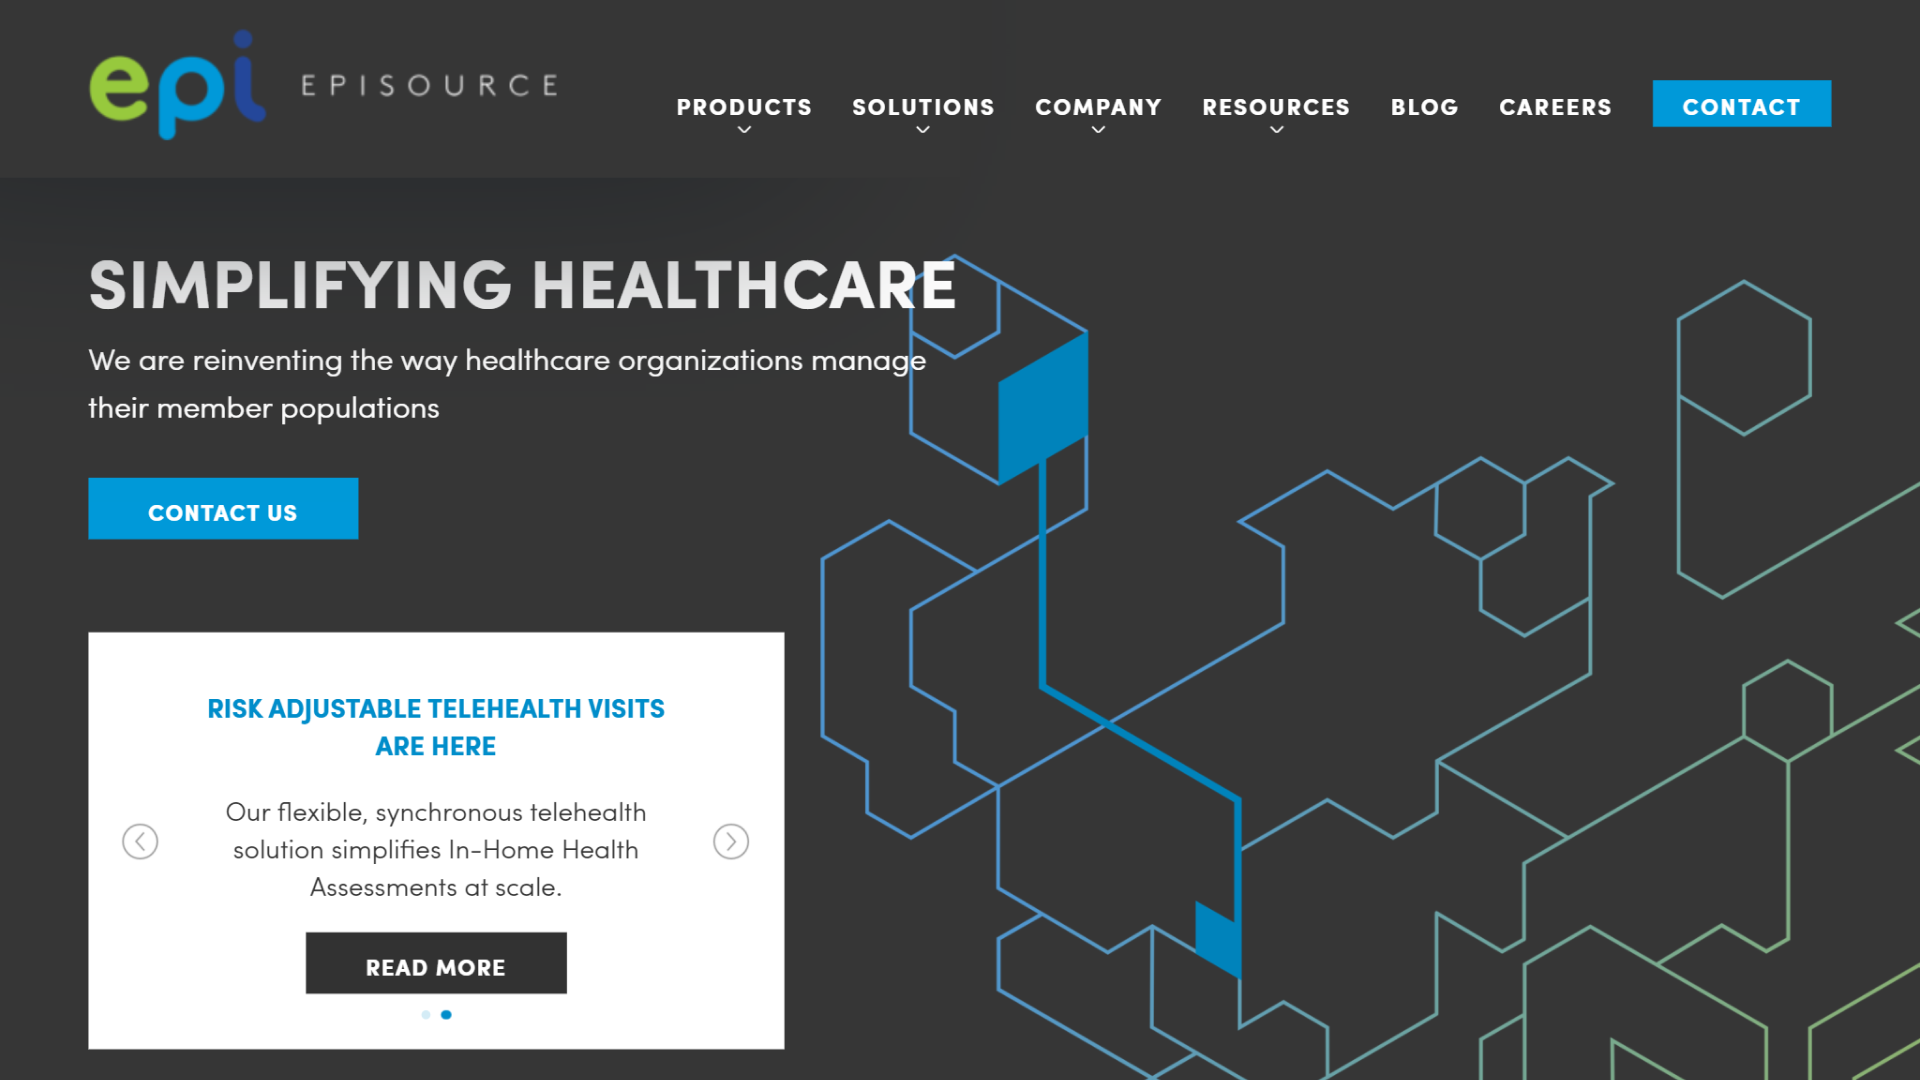 epi EPISOURCE
PRODUCTS SOLUTIONS COMPANY RESOURCES BLOG CAREERS CONTACT
SIMPLIFYING HEALTHCARE
We are reinventing the way healthcare organizations manage
their member populations
CONTACT US
RISK ADJUSTABLE TELEHEALTH VISITS
ARE HERE
Our flexible, synchronous telehealth
solution simplifies In-Home Health
Assessments at scale.
READ MORE